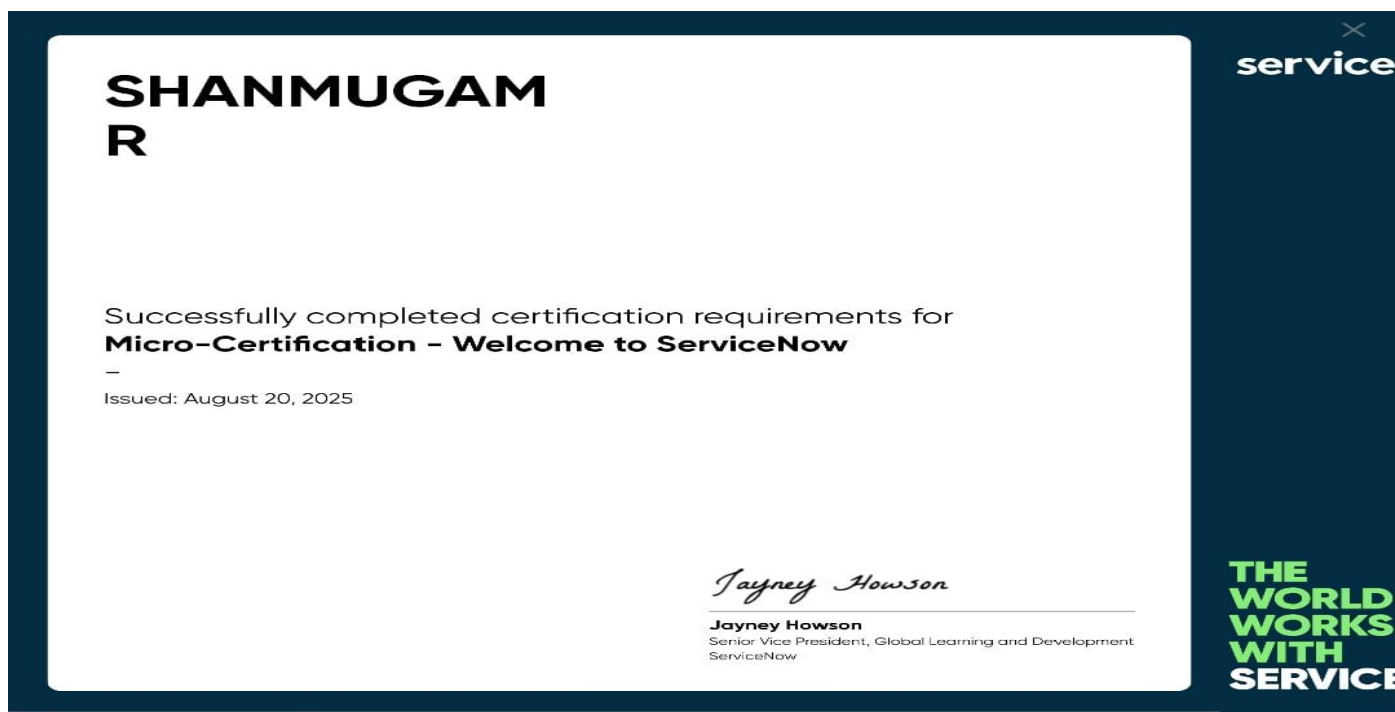 SHANMUGAM
R
Successfully completed certification requirements for
Micro-Certification - Welcome to ServiceNow
–
Issued: August 20, 2025
Jayney Howson
Jayney Howson
Senior Vice President, Global Learning and Development
ServiceNow
service
THE
WORLD
WORKS
WITH
SERVICE